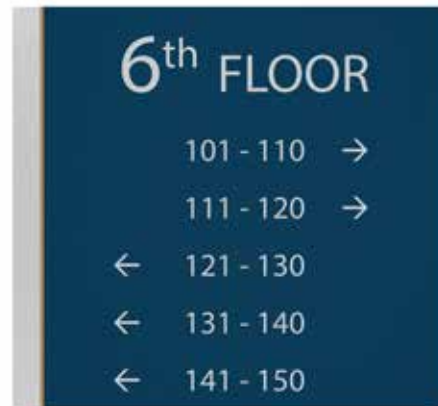 6th FLOOR
101 - 110 →
111 - 120 →
← 121 - 130
← 131 - 140
← 141 - 150